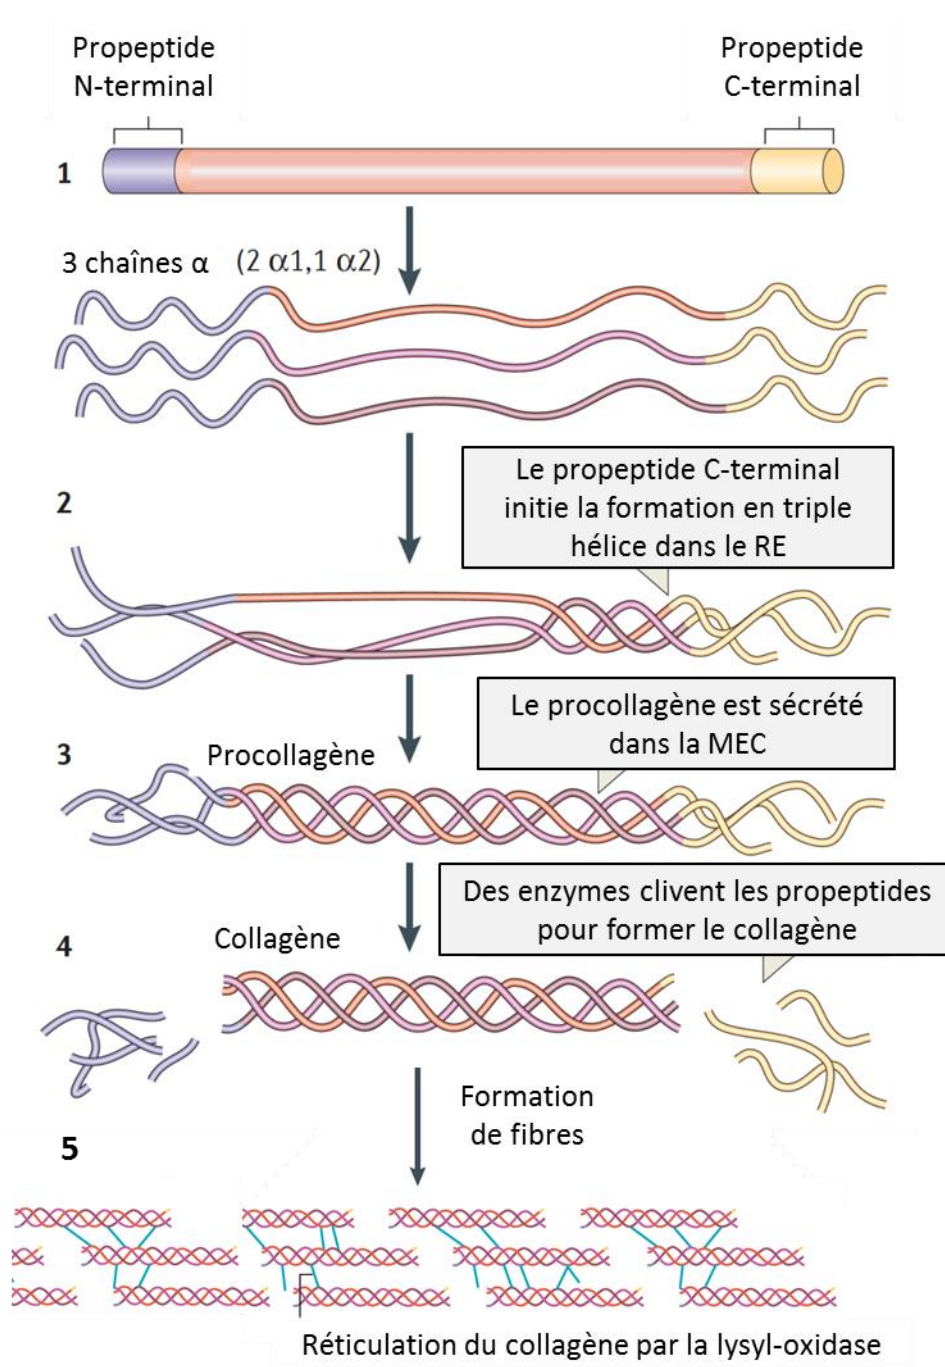 Propeptide
N-terminal
Propeptide
C-terminal
1
3 chaînes α (2 α1,1 α2)
Le propeptide C-terminal
initie la formation en triple
hélice dans le RE
2
Le procollagène est sécrété
dans la MEC
3
Procollagène
Des enzymes clivent les propeptides
pour former le collagène
4
Collagène
Formation
de fibres
5
Réticulation du collagène par la lysyl-oxidase